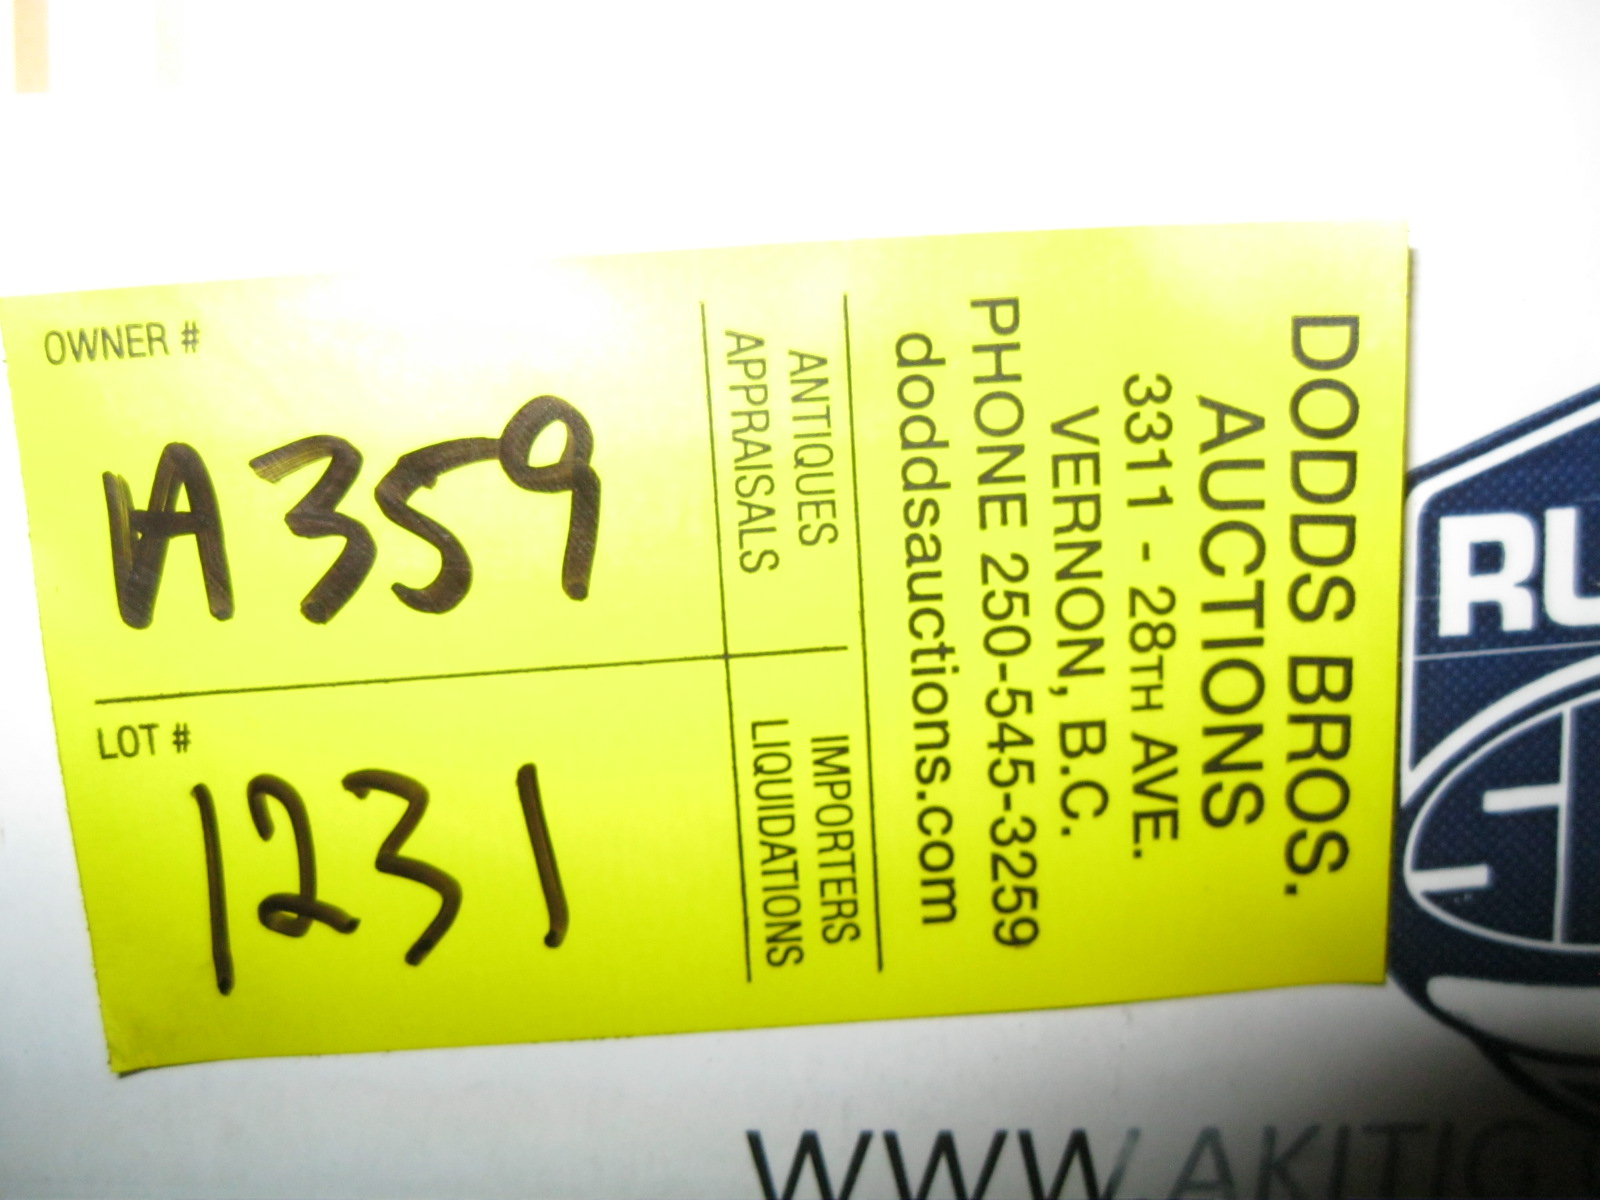 DODDS BROS.
AUCTIONS
3311 - 28TH AVE.
VERNON, B.C.
PHONE 250-545-3259
doddsauctions.com
ANTIQUES IMPORTERS
APPRAISALS LIQUIDATIONS
OWNER #
A359
LOT #
1231
RU
WWW.AKITIO